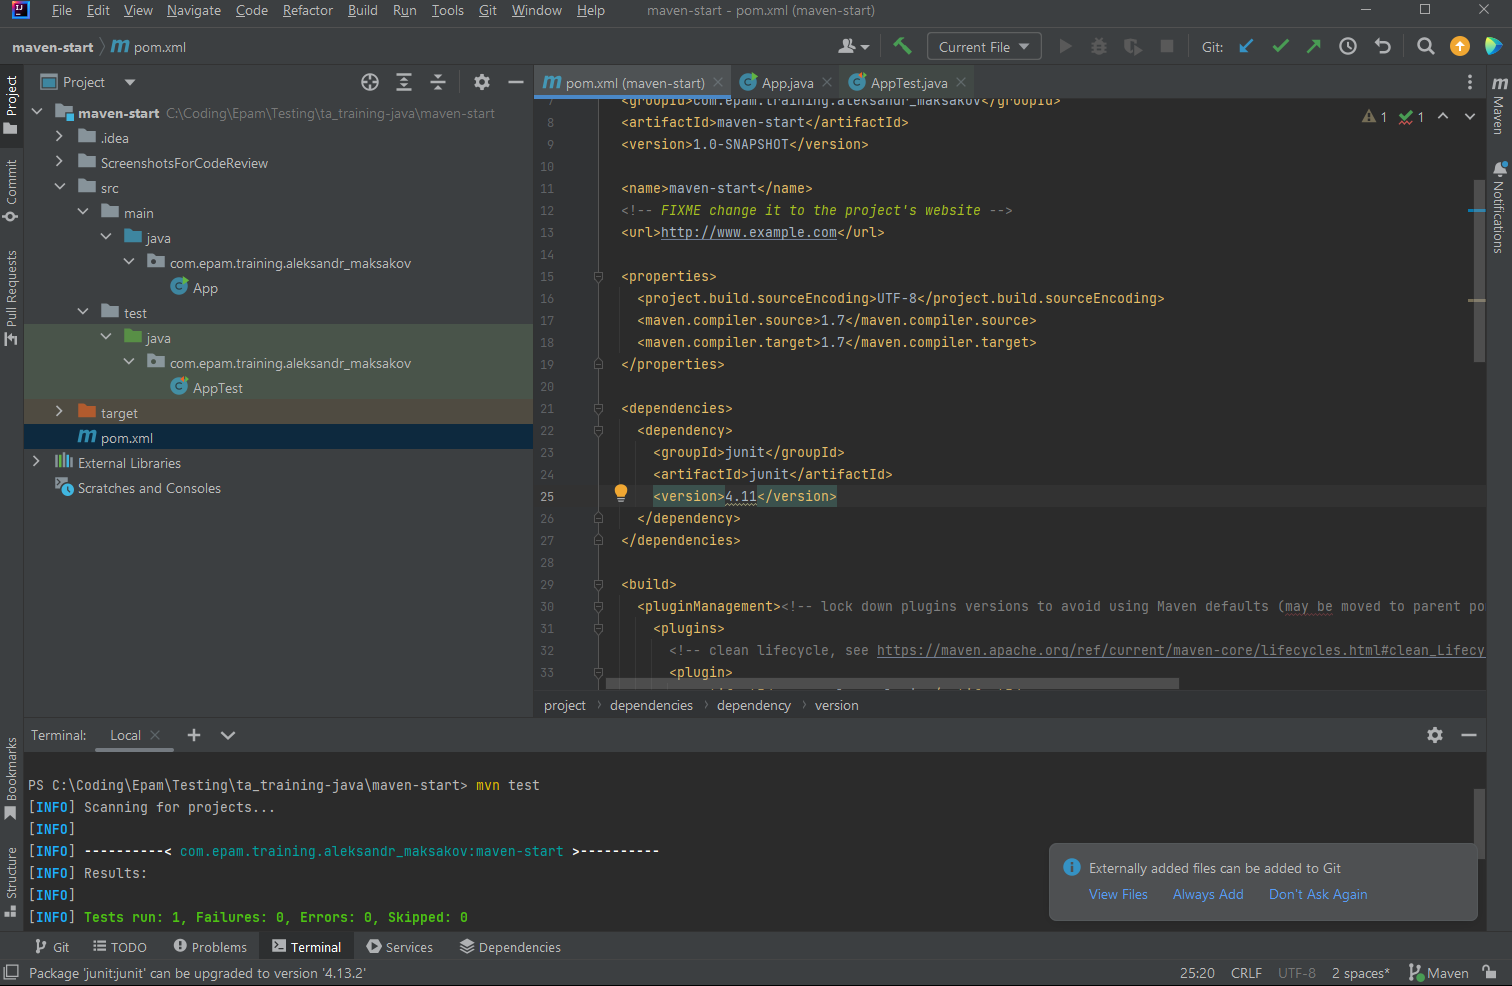 File Edit View Navigate Code Refactor Build Run Tools Git Window Help maven-start - pom.xml (maven-start)
maven-start pom.xml Current File Git:
Project
Commit
Pull Requests
Bookmarks
Structure
Project
maven-start C:\Coding\Epam\Testing\ta_training-java\maven-start
.idea
ScreenshotsForCodeReview
src
main
java
com.epam.training.aleksandr_maksakov
App
test
java
com.epam.training.aleksandr_maksakov
AppTest
target
pom.xml
External Libraries
Scratches and Consoles
pom.xml (maven-start) App.java AppTest.java
1 1
7 <groupId>com.epam.training.aleksandr_maksakov</groupId>
8 <artifactId>maven-start</artifactId>
9 <version>1.0-SNAPSHOT</version>
10
11 <name>maven-start</name>
12 <!-- FIXME change it to the project's website -->
13 <url>http://www.example.com</url>
14
15 <properties>
16 <project.build.sourceEncoding>UTF-8</project.build.sourceEncoding>
17 <maven.compiler.source>1.7</maven.compiler.source>
18 <maven.compiler.target>1.7</maven.compiler.target>
19 </properties>
20
21 <dependencies>
22 <dependency>
23 <groupId>junit</groupId>
24 <artifactId>junit</artifactId>
25 <version>4.11</version>
26 </dependency>
27 </dependencies>
28
29 <build>
30 <pluginManagement><!-- lock down plugins versions to avoid using Maven defaults (may be moved to parent po
31 <plugins>
32 <!-- clean lifecycle, see https://maven.apache.org/ref/current/maven-core/lifecycles.html#clean_Lifecy
33 <plugin>
project dependencies dependency version
Maven
Notifications
Terminal: Local
PS C:\Coding\Epam\Testing\ta_training-java\maven-start> mvn test
[INFO] Scanning for projects...
[INFO]
[INFO] ----------< com.epam.training.aleksandr_maksakov:maven-start >----------
[INFO] Results:
[INFO]
[INFO] Tests run: 1, Failures: 0, Errors: 0, Skipped: 0
Externally added files can be added to Git
View Files Always Add Don't Ask Again
Git TODO Problems Terminal Services Dependencies
Package 'junit:junit' can be upgraded to version '4.13.2' 25:20 CRLF UTF-8 2 spaces* Maven